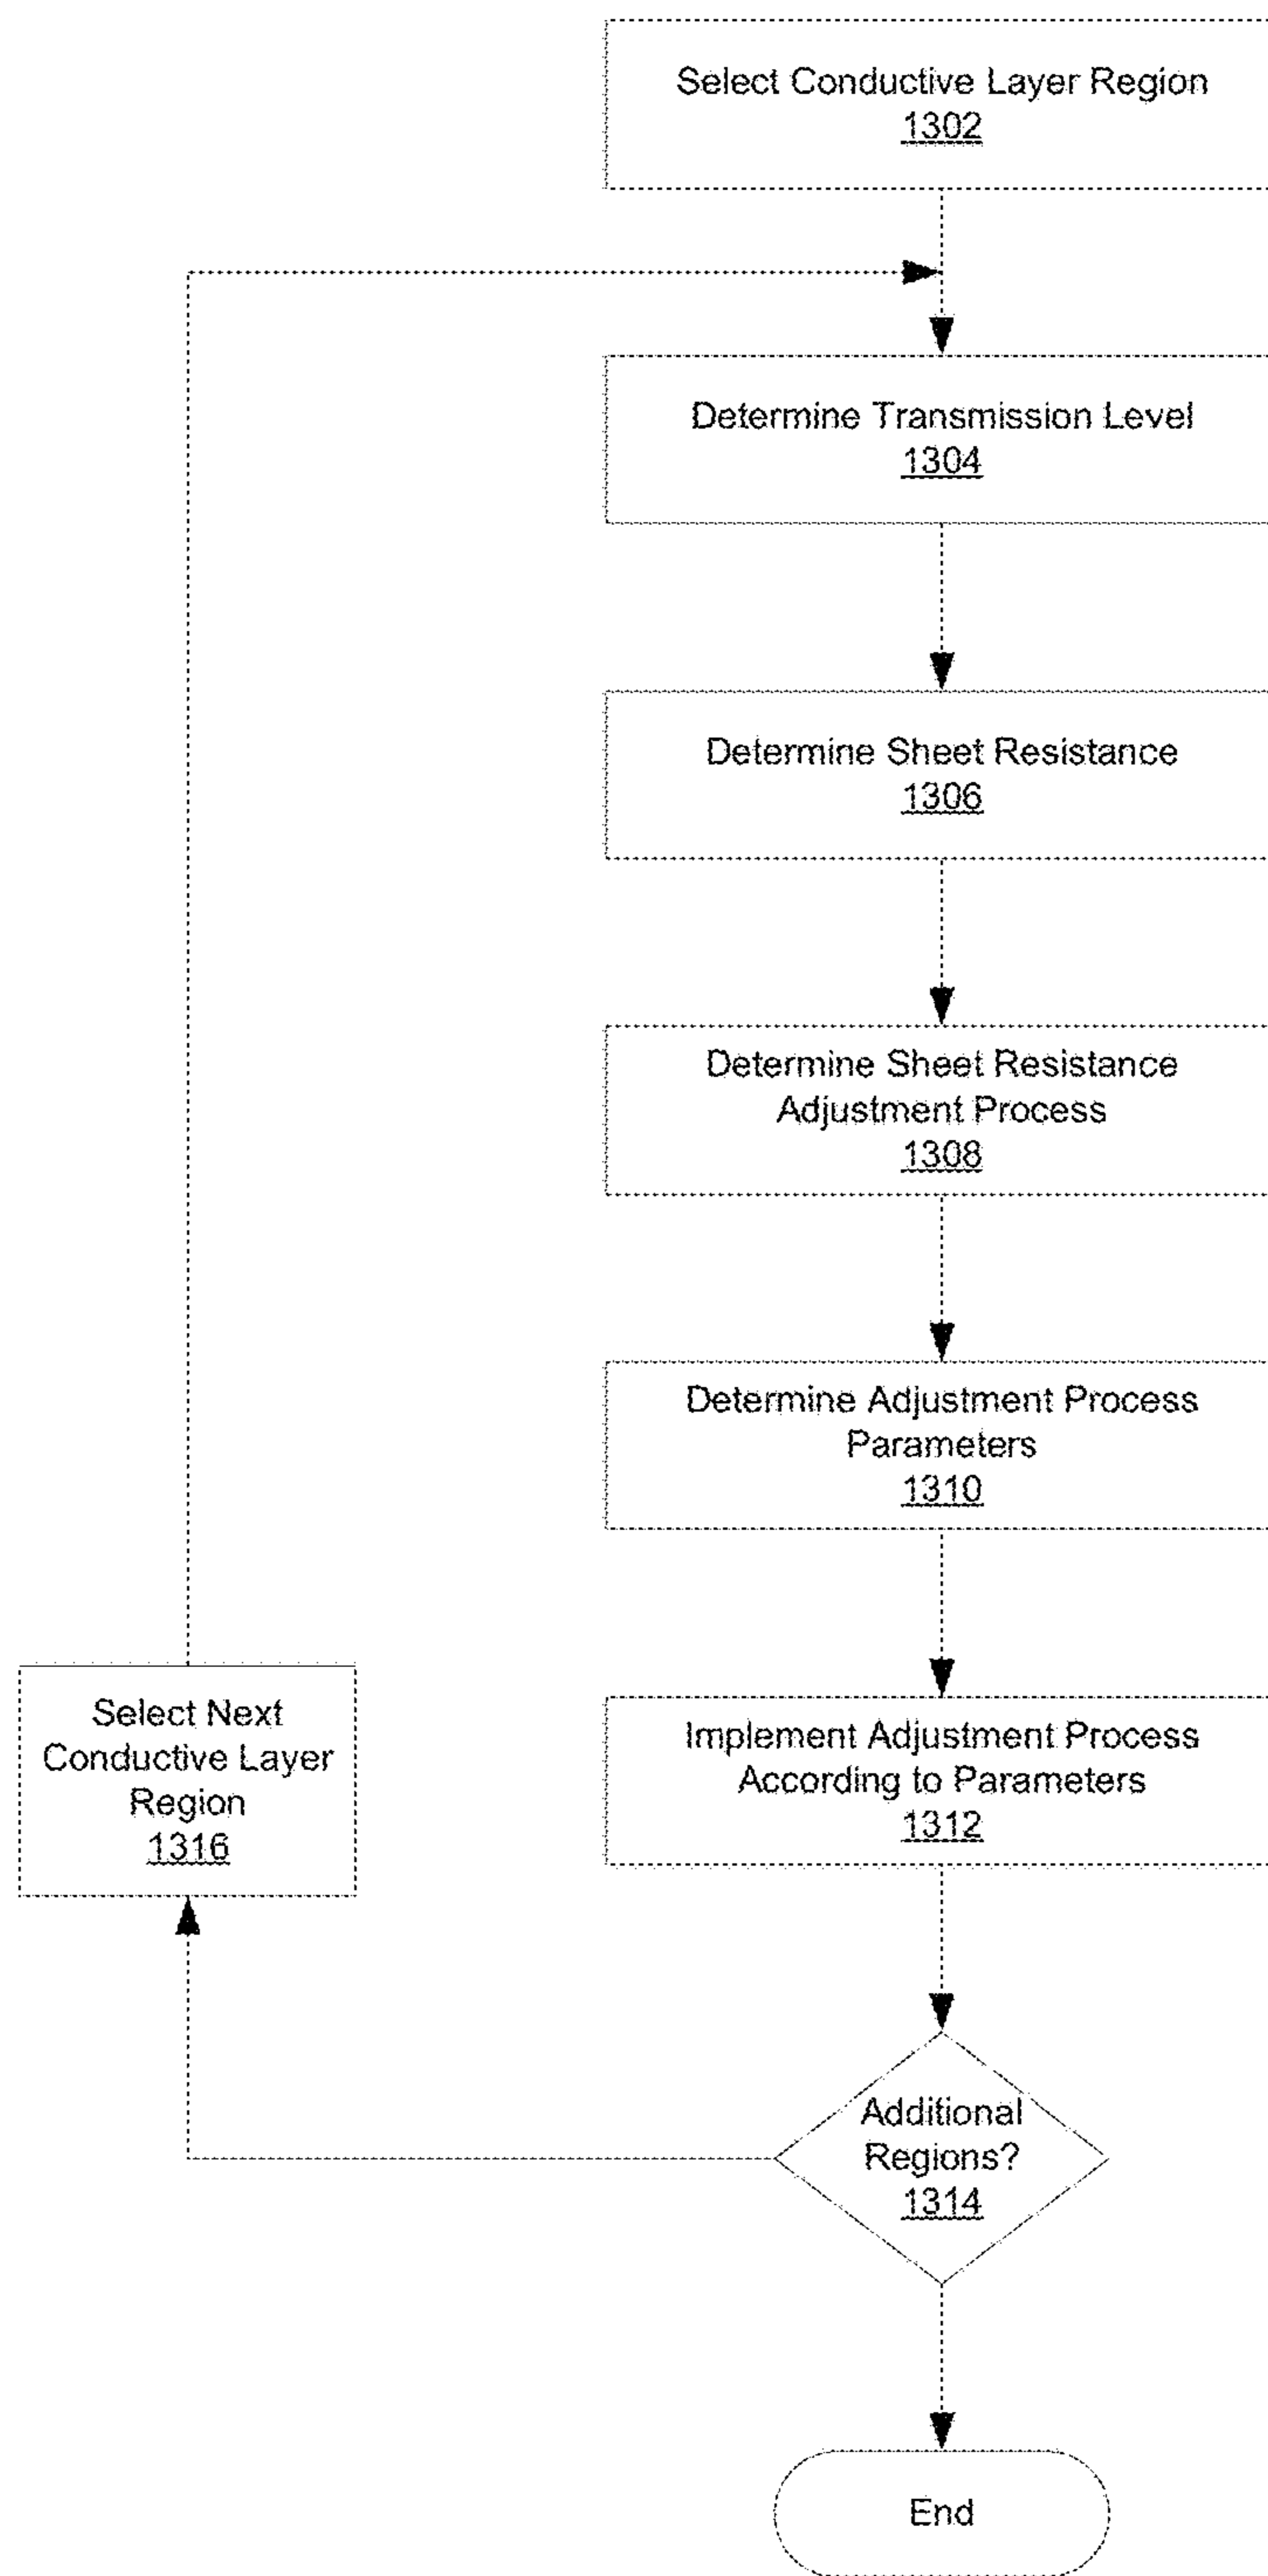 Select Conductive Layer Region
1302
Determine Transmission Level
1304
Determine Sheet Resistance
1306
Determine Sheet Resistance
Adjustment Process
1308
Determine Adjustment Process
Parameters
1310
Implement Adjustment Process
According to Parameters
1312
Select Next
Conductive Layer
Region
1316
Additional
Regions?
1314
End